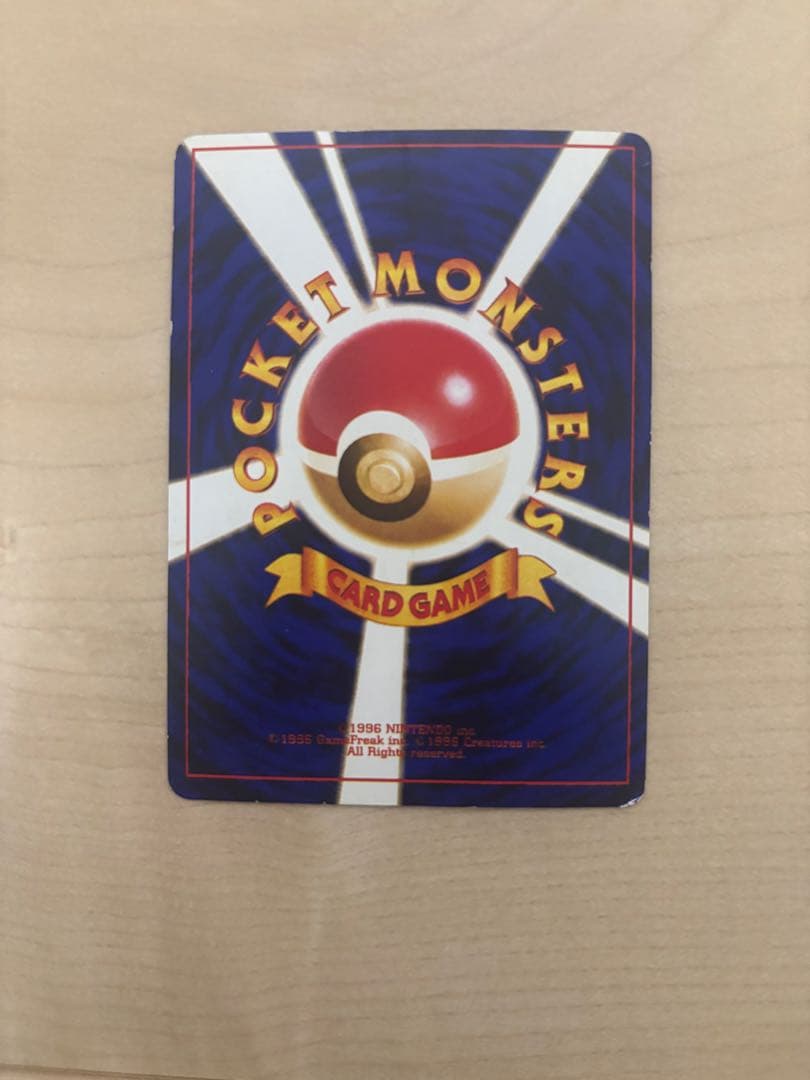 POCKET MONSTERS
CARD GAME
©1996 NINTENDO inc.
© 1995 GameFreak inc. © 1995 Creatures inc.
All Rights reserved.